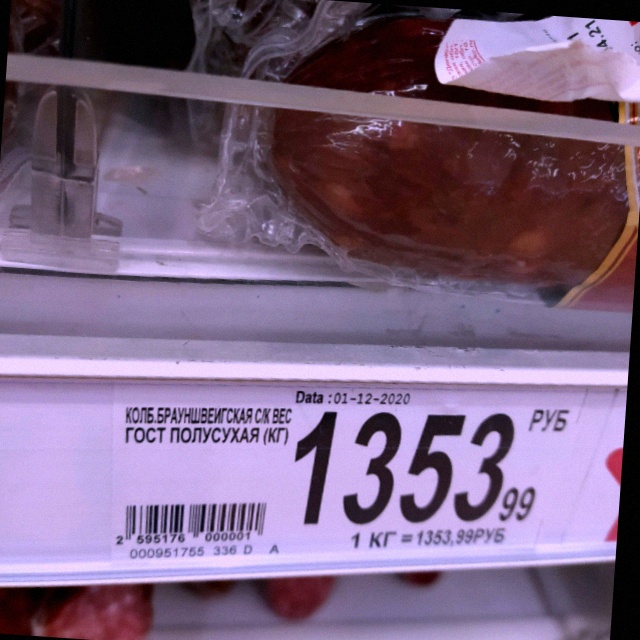 Data :01-12-2020
КОЛБ.БРАУНШВЕЙГСКАЯ С/К ВЕС
ГОСТ ПОЛУСУХАЯ (КГ)
1353 99 РУБ
1 КГ =1353,99РУБ
2 595176 000001
000951755 336 D A